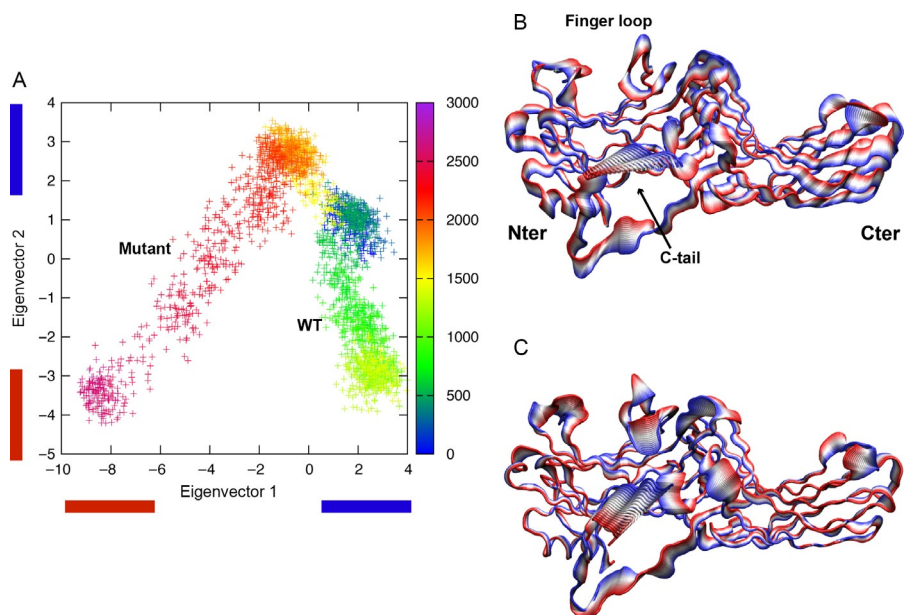 A
4
3
2
1
0
−1
−2
−3
−4
−5
Eigenvector 2
Mutant
WT
−10
−8
−6
−4
−2
0
2
4
Eigenvector 1
3000
2500
2000
1500
1000
500
0
B
Finger loop
Nter
Cter
C-tail
C